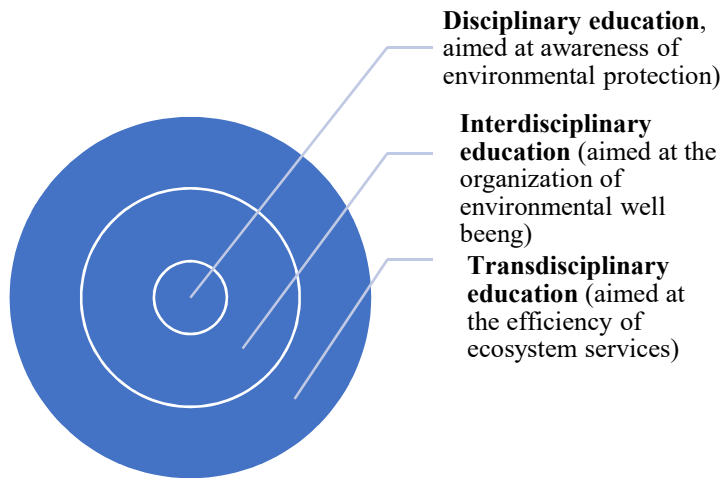 Disciplinary education,
aimed at awareness of
environmental protection)
Interdisciplinary
education (aimed at the
organization of
environmental well
beeng)
Transdisciplinary
education (aimed at
the efficiency of
ecosystem services)